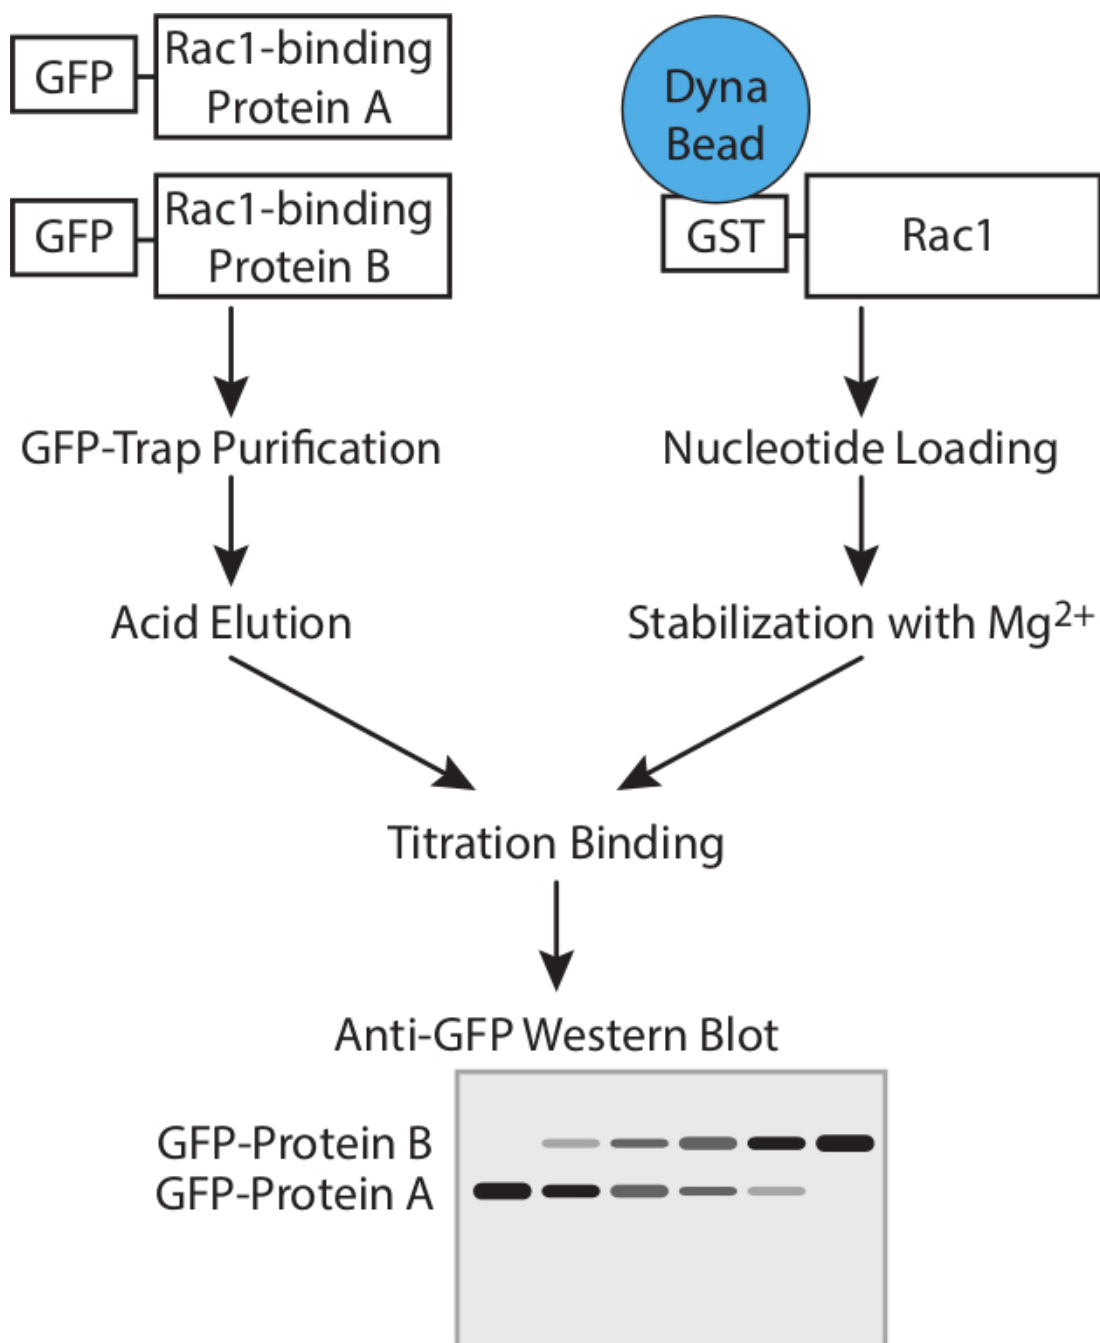 GFP
Rac1-binding
Protein A
GFP
Rac1-binding
Protein B
Dyna
Bead
GST
Rac1
GFP-Trap Purification
Nucleotide Loading
Acid Elution
Stabilization with Mg²⁺
Titration Binding
Anti-GFP Western Blot
GFP-Protein B
GFP-Protein A